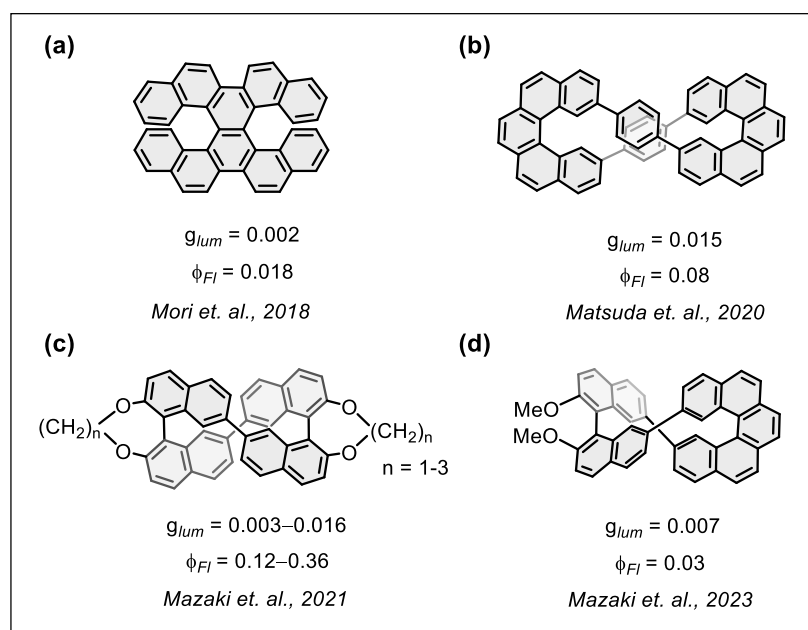 (a)
g_lum = 0.002
ϕ_Fl = 0.018
Mori et. al., 2018
(b)
g_lum = 0.015
ϕ_Fl = 0.08
Matsuda et. al., 2020
(c)
O
(CH2)n
O
O
(CH2)n
O
n = 1-3
g_lum = 0.003–0.016
ϕ_Fl = 0.12–0.36
Mazaki et. al., 2021
(d)
MeO
MeO
g_lum = 0.007
ϕ_Fl = 0.03
Mazaki et. al., 2023